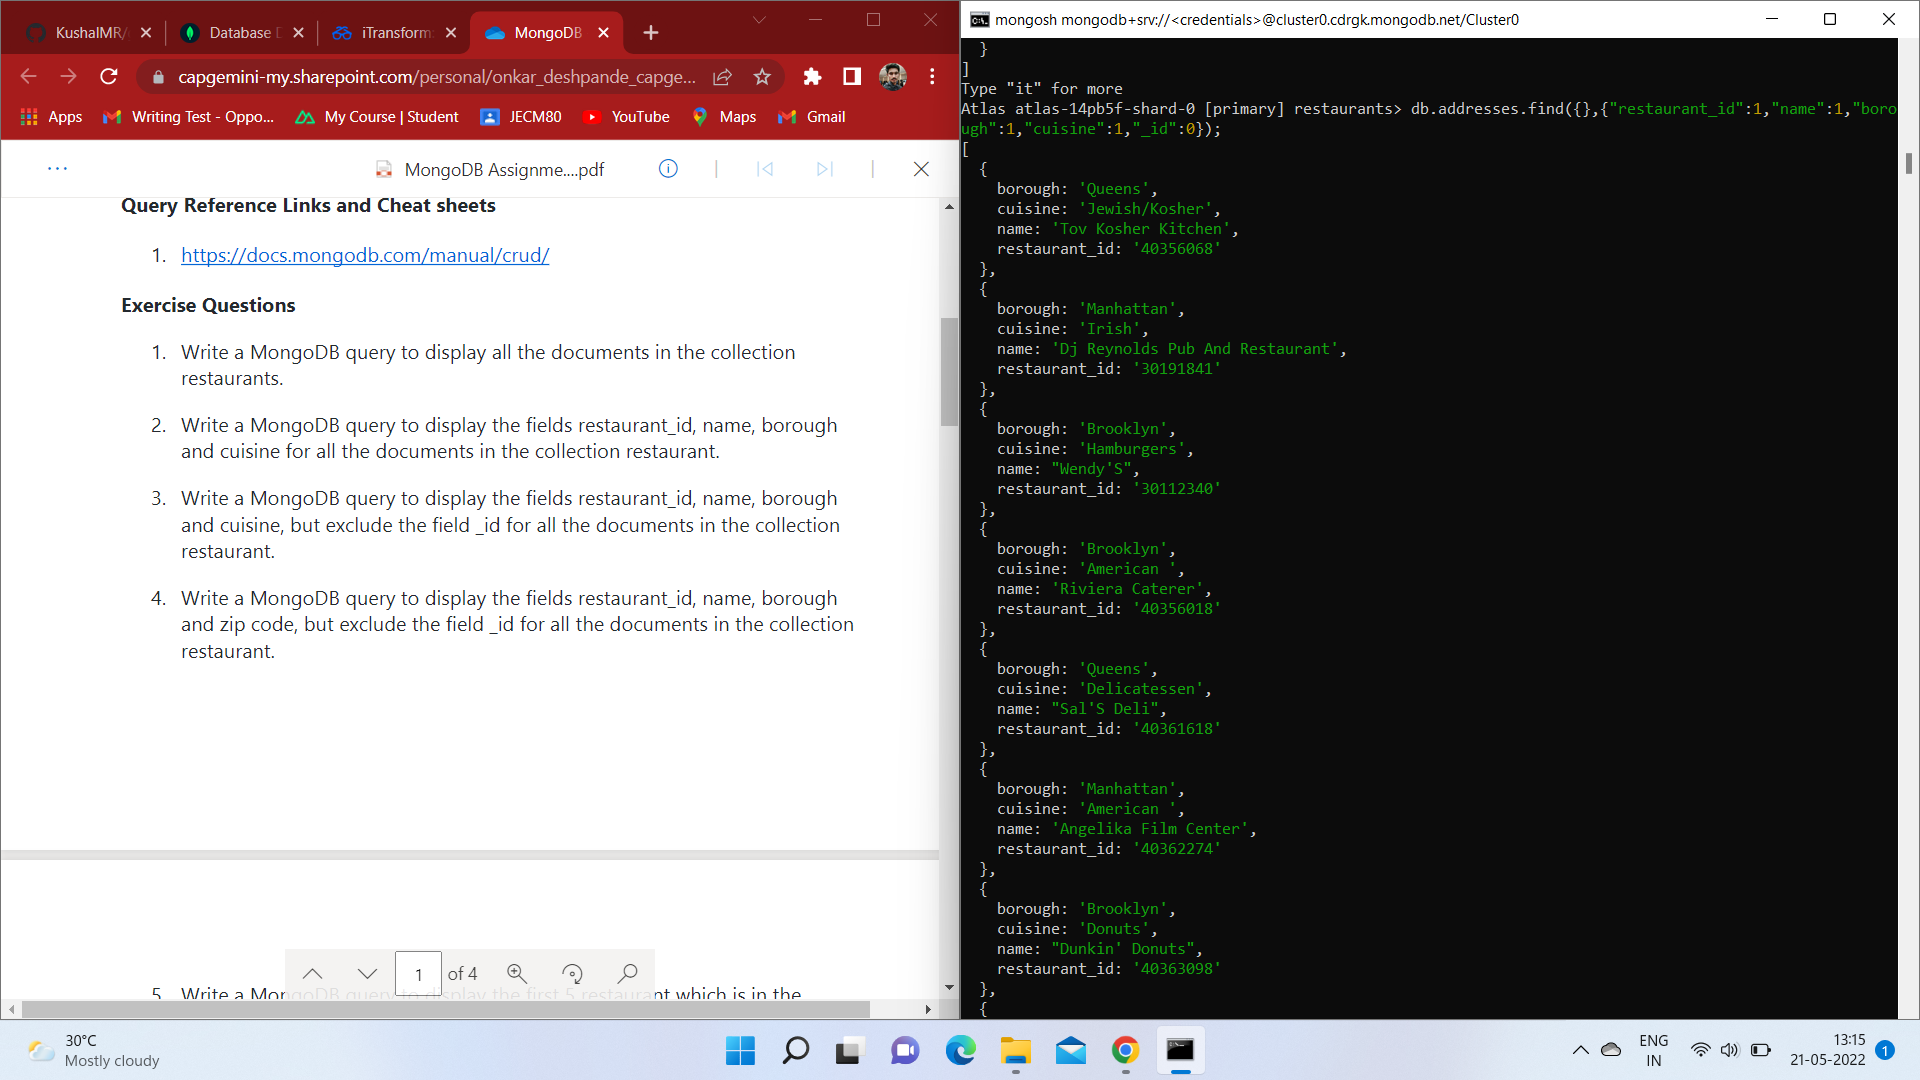 KushalMR/
Database D
iTransform
MongoDB
capgemini-my.sharepoint.com/personal/onkar_deshpande_capge...
Apps
Writing Test - Oppo...
My Course | Student
JECM80
YouTube
Maps
Gmail
MongoDB Assignme....pdf
Query Reference Links and Cheat sheets
1. https://docs.mongodb.com/manual/crud/
Exercise Questions
1. Write a MongoDB query to display all the documents in the collection
restaurants.
2. Write a MongoDB query to display the fields restaurant_id, name, borough
and cuisine for all the documents in the collection restaurant.
3. Write a MongoDB query to display the fields restaurant_id, name, borough
and cuisine, but exclude the field _id for all the documents in the collection
restaurant.
4. Write a MongoDB query to display the fields restaurant_id, name, borough
and zip code, but exclude the field _id for all the documents in the collection
restaurant.
1 of 4
5. Write a MongoDB query to display the first 5 restaurant which is in the
mongosh mongodb+srv://<credentials>@cluster0.cdrgk.mongodb.net/Cluster0
}
]
Type "it" for more
Atlas atlas-14pb5f-shard-0 [primary] restaurants> db.addresses.find({},{"restaurant_id":1,"name":1,"boro
ugh":1,"cuisine":1,"_id":0});
[
{
borough: 'Queens',
cuisine: 'Jewish/Kosher',
name: 'Tov Kosher Kitchen',
restaurant_id: '40356068'
},
{
borough: 'Manhattan',
cuisine: 'Irish',
name: 'Dj Reynolds Pub And Restaurant',
restaurant_id: '30191841'
},
{
borough: 'Brooklyn',
cuisine: 'Hamburgers',
name: "Wendy'S",
restaurant_id: '30112340'
},
{
borough: 'Brooklyn',
cuisine: 'American ',
name: 'Riviera Caterer',
restaurant_id: '40356018'
},
{
borough: 'Queens',
cuisine: 'Delicatessen',
name: "Sal'S Deli",
restaurant_id: '40361618'
},
{
borough: 'Manhattan',
cuisine: 'American ',
name: 'Angelika Film Center',
restaurant_id: '40362274'
},
{
borough: 'Brooklyn',
cuisine: 'Donuts',
name: "Dunkin' Donuts",
restaurant_id: '40363098'
},
{
30°C
Mostly cloudy
ENG
IN
13:15
21-05-2022
1